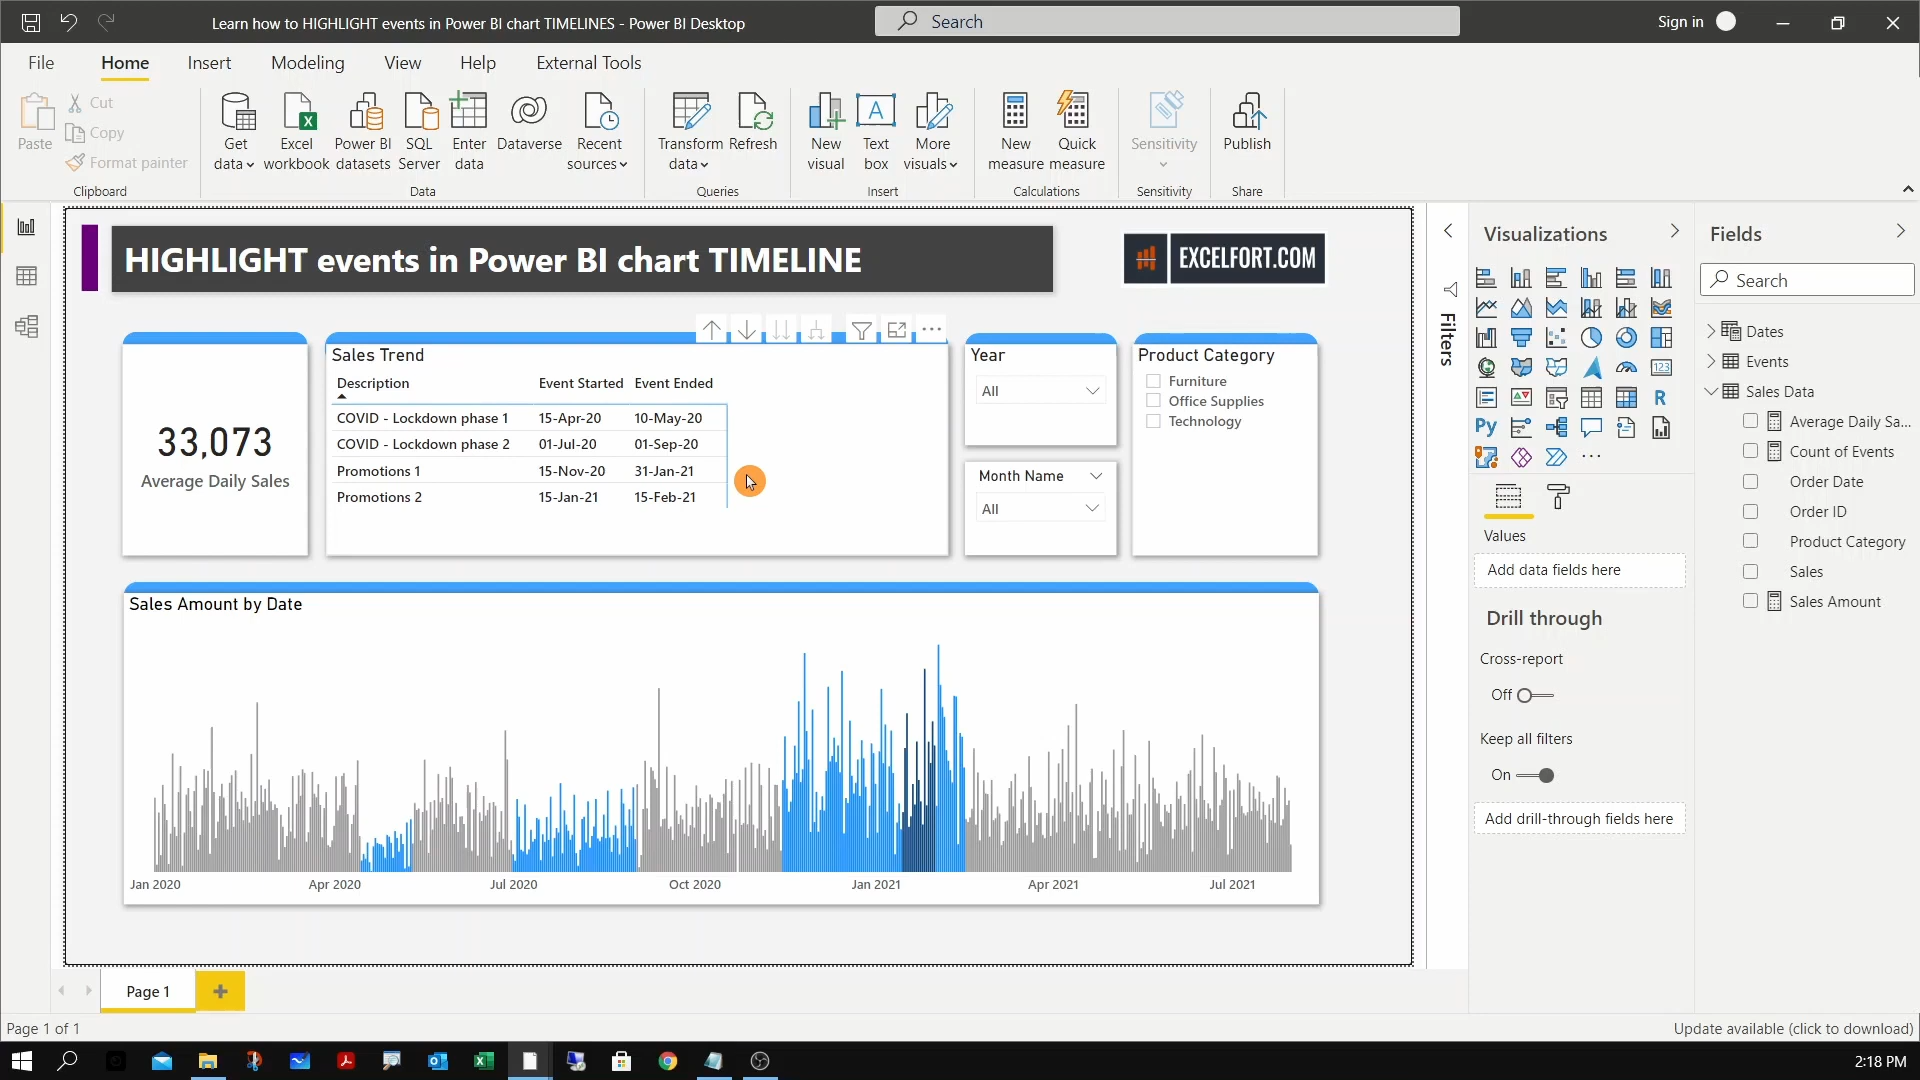 Learn how to HIGHLIGHT events in Power BI chart TIMELINES - Power BI Desktop
Search
Sign in
File
Home
Insert
Modeling
View
Help
External Tools
Paste
Cut
Copy
Format painter
Clipboard
Get data
Excel workbook
Power BI datasets
SQL Server
Enter data
Dataverse
Recent sources
Data
Transform data
Refresh
Queries
New visual
Text box
More visuals
Insert
New measure
Quick measure
Calculations
Sensitivity
Sensitivity
Publish
Share
HIGHLIGHT events in Power BI chart TIMELINE
EXCELFORT.COM
33,073
Average Daily Sales
Sales Trend
Description Event Started Event Ended
COVID - Lockdown phase 1 15-Apr-20 10-May-20
COVID - Lockdown phase 2 01-Jul-20 01-Sep-20
Promotions 1 15-Nov-20 31-Jan-21
Promotions 2 15-Jan-21 15-Feb-21
Year
All
Month Name
All
Product Category
Furniture
Office Supplies
Technology
Sales Amount by Date
Jan 2020 Apr 2020 Jul 2020 Oct 2020 Jan 2021 Apr 2021 Jul 2021
Filters
Visualizations
123
R
Py
Values
Add data fields here
Drill through
Cross-report
Off
Keep all filters
On
Add drill-through fields here
Fields
Search
Dates
Events
Sales Data
Average Daily Sa...
Count of Events
Order Date
Order ID
Product Category
Sales
Sales Amount
Page 1
Page 1 of 1
Update available (click to download)
2:18 PM